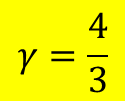 γ = 4/3